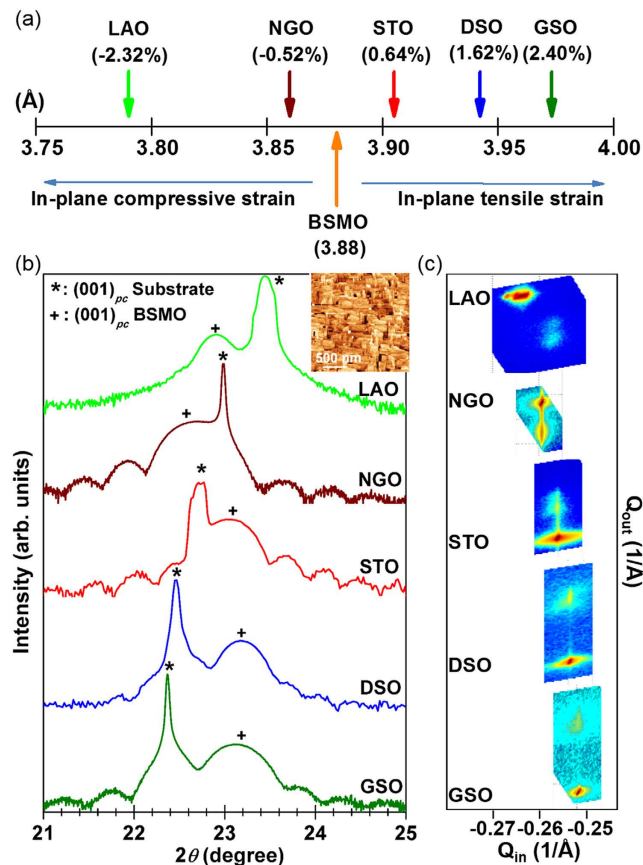 (a)
LAO NGO STO DSO GSO
(-2.32%) (-0.52%) (0.64%) (1.62%) (2.40%)
(Å)
3.75 3.80 3.85 3.90 3.95 4.00
In-plane compressive strain In-plane tensile strain
BSMO
(3.88)
(b)
*: (001)pc Substrate
+: (001)pc BSMO
500 nm
* + LAO
* + NGO
* + STO
* + DSO
* + GSO
Intensity (arb. units)
21 22 23 24 25
2θ (degree)
(c)
LAO
NGO
STO
DSO
GSO
Qout (1/Å)
-0.27 -0.26 -0.25
Qin (1/Å)